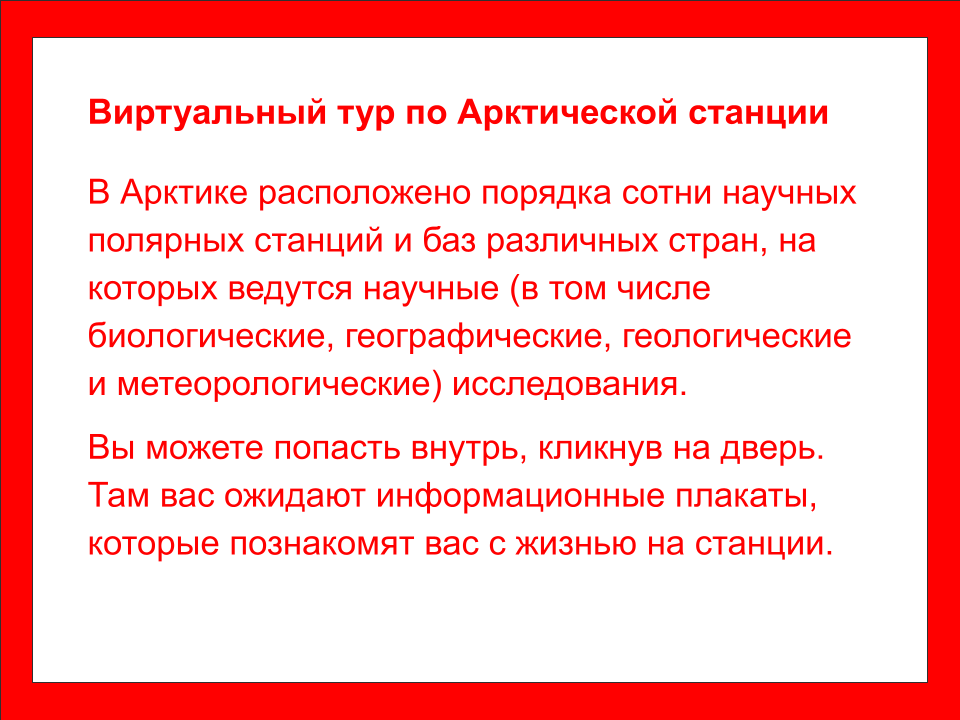 Виртуальный тур по Арктической станции
В Арктике расположено порядка сотни научных
полярных станций и баз различных стран, на
которых ведутся научные (в том числе
биологические, географические, геологические
и метеорологические) исследования.
Вы можете попасть внутрь, кликнув на дверь.
Там вас ожидают информационные плакаты,
которые познакомят вас с жизнью на станции.